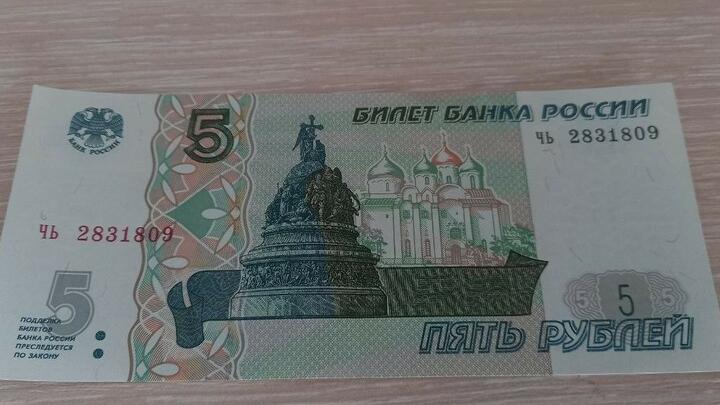 БИЛЕТ БАНКА РОССИИ
чь 2831809
5
БАНК РОССИИ
чь 2831809
5
ПОДДЕЛКА
БИЛЕТОВ
БАНКА РОССИИ
ПРЕСЛЕДУЕТСЯ
ПО ЗАКОНУ
5 5 5
ПЯТЬ РУБЛЕЙ